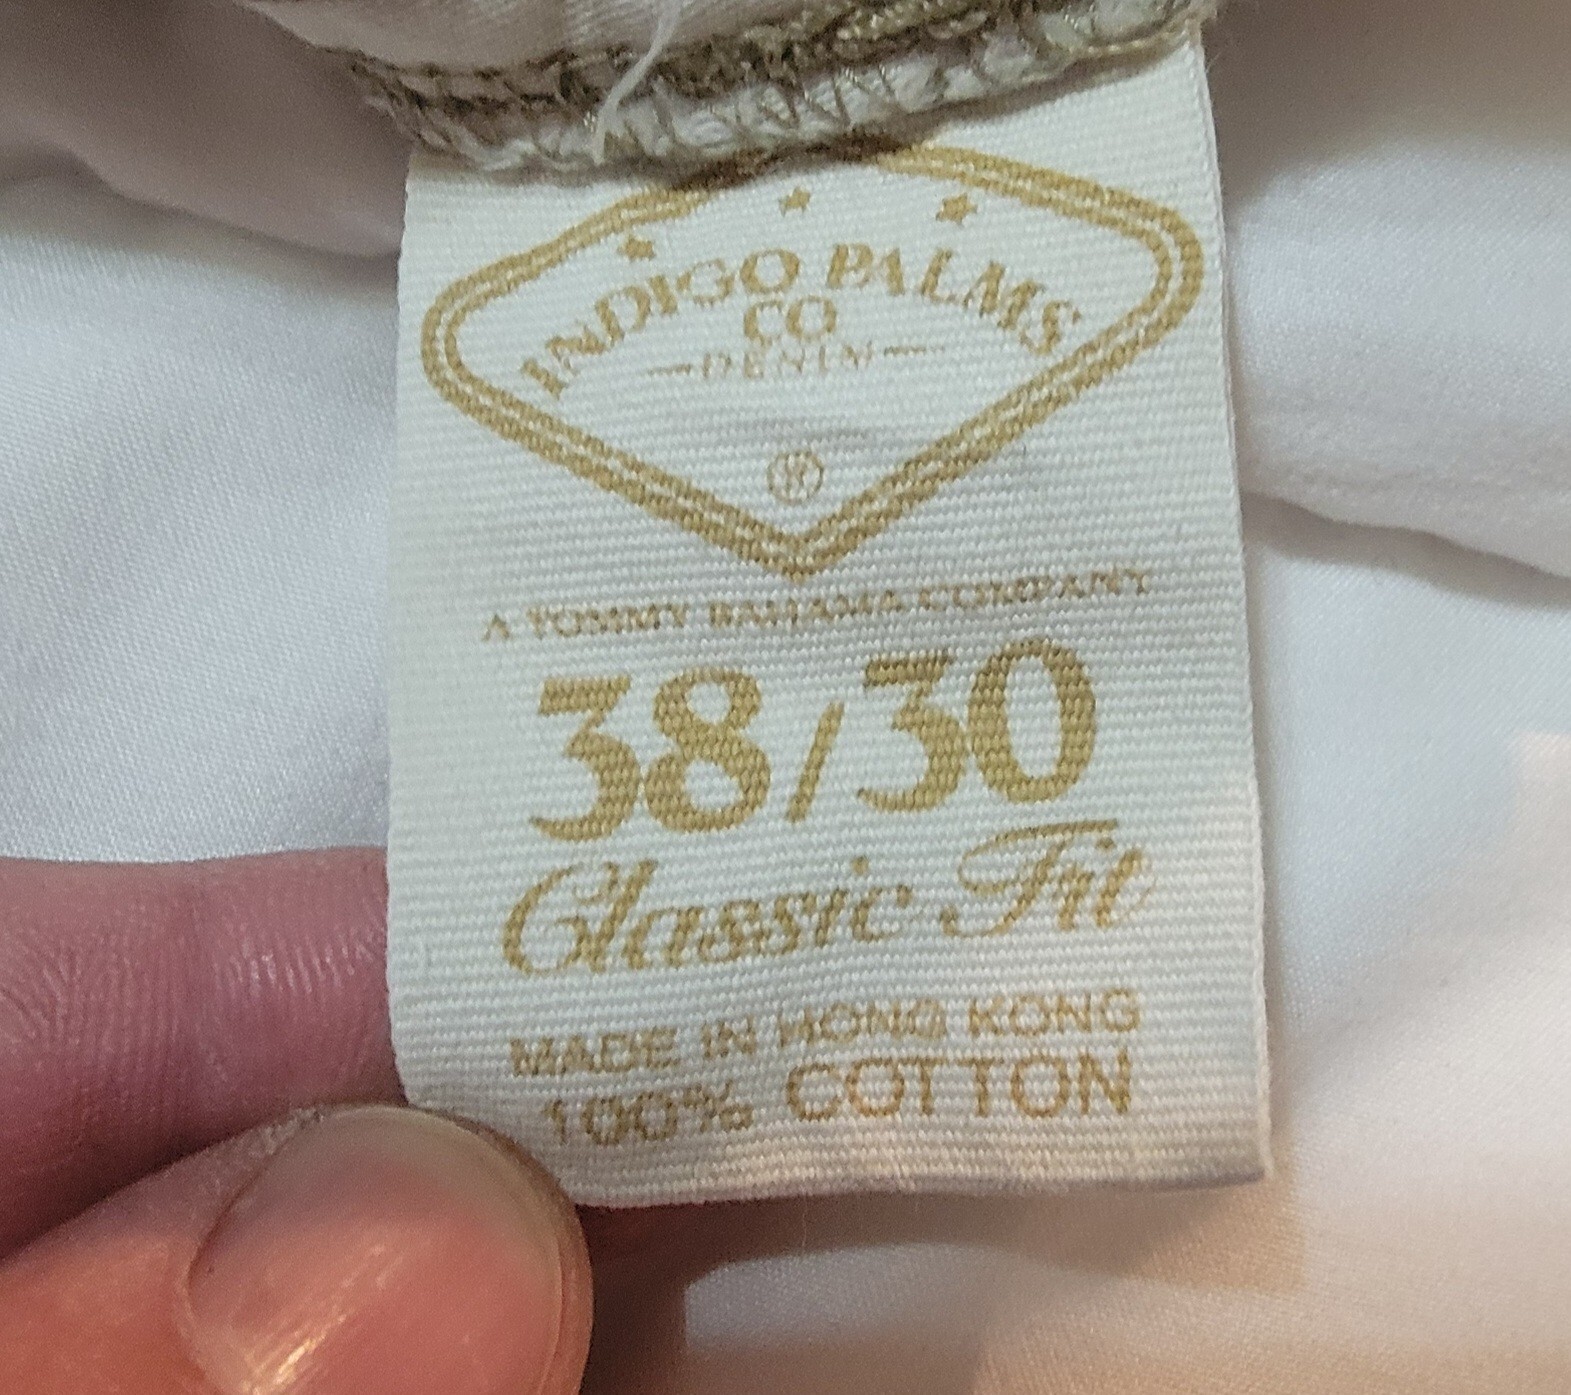 INDIGO PALMS
CO
—DENIM—
®
A TOMMY BAHAMA COMPANY
38/30
Classic Fit
MADE IN HONG KONG
100% COTTON